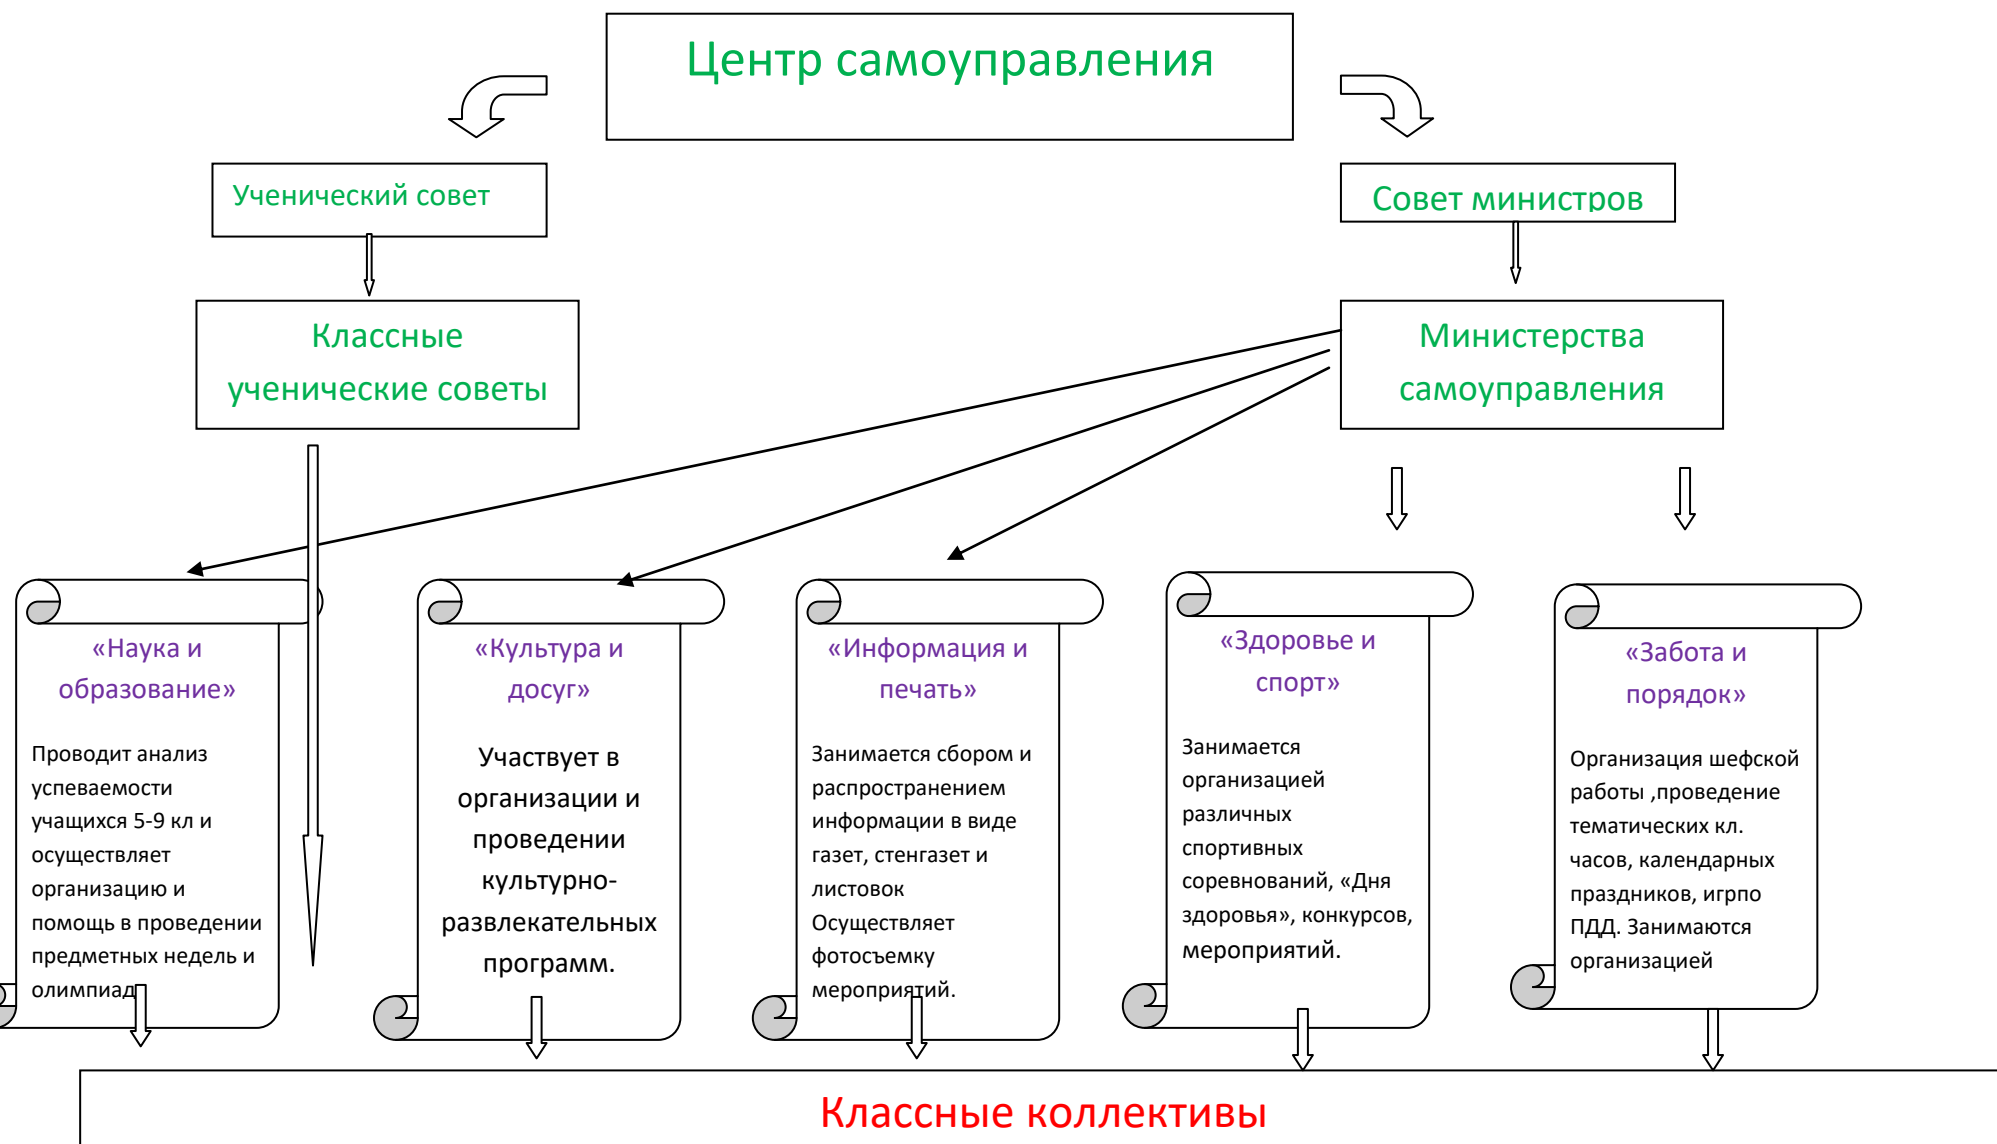 Центр самоуправления
Ученический совет
Совет министров
Классные
ученические советы
Министерства
самоуправления
«Наука и
образование»
Проводит анализ
успеваемости
учащихся 5-9 кл и
осуществляет
организацию и
помощь в проведении
предметных недель и
олимпиад
«Культура и
досуг»
Участвует в
организации и
проведении
культурно-
развлекательных
программ.
«Информация и
печать»
Занимается сбором и
распространением
информации в виде
газет, стенгазет и
листовок
Осуществляет
фотосъемку
мероприятий.
«Здоровье и
спорт»
Занимается
организацией
различных
спортивных
соревнований, «Дня
здоровья», конкурсов,
мероприятий.
«Забота и
порядок»
Организация шефской
работы ,проведение
тематических кл.
часов, календарных
праздников, игрпо
ПДД. Занимаются
организацией
Классные коллективы